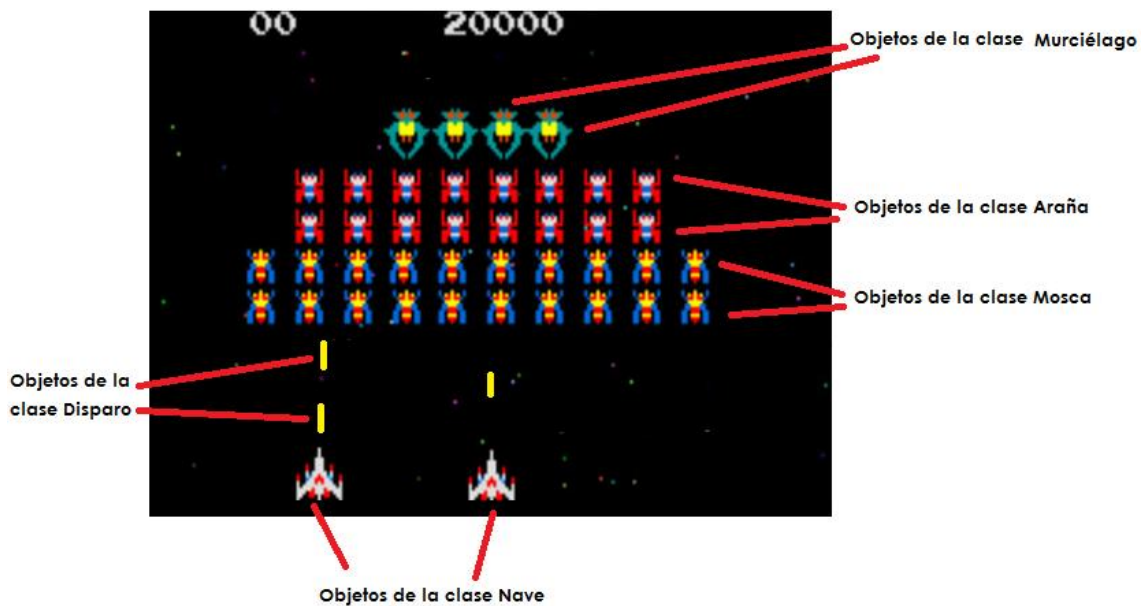 00 20000
Objetos de la clase Murciélago
Objetos de la clase Araña
Objetos de la clase Mosca
Objetos de la
clase Disparo
Objetos de la clase Nave